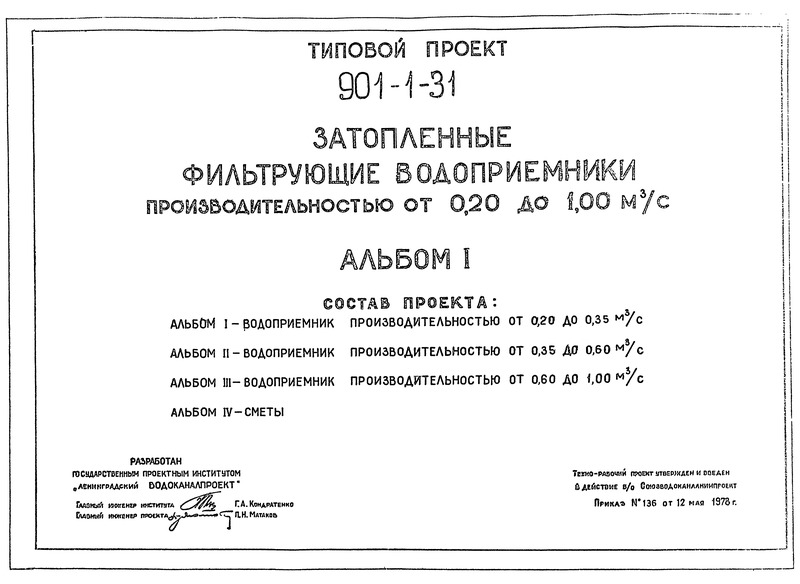 ТИПОВОЙ ПРОЕКТ
901-1-31
ЗАТОПЛЕННЫЕ
ФИЛЬТРУЮЩИЕ ВОДОПРИЕМНИКИ
ПРОИЗВОДИТЕЛЬНОСТЬЮ ОТ 0,20 ДО 1,00 М³/С
АЛЬБОМ I
СОСТАВ ПРОЕКТА:
АЛЬБОМ I – ВОДОПРИЕМНИК ПРОИЗВОДИТЕЛЬНОСТЬЮ ОТ 0,20 ДО 0,35 М³/С
АЛЬБОМ II – ВОДОПРИЕМНИК ПРОИЗВОДИТЕЛЬНОСТЬЮ ОТ 0,35 ДО 0,60 М³/С
АЛЬБОМ III – ВОДОПРИЕМНИК ПРОИЗВОДИТЕЛЬНОСТЬЮ ОТ 0,60 ДО 1,00 М³/С
АЛЬБОМ IV – СМЕТЫ
РАЗРАБОТАН
ГОСУДАРСТВЕННЫМ ПРОЕКТНЫМ ИНСТИТУТОМ
„ЛЕНИНГРАДСКИЙ ВОДОКАНАЛПРОЕКТ"
ГЛАВНЫЙ ИНЖЕНЕР ИНСТИТУТА Г.А. КОНДРАТЕНКО
ГЛАВНЫЙ ИНЖЕНЕР ПРОЕКТА П.Н. МАТАКОВ
ТЕХНО-РАБОЧИЙ ПРОЕКТ УТВЕРЖДЕН И ВВЕДЕН
В ДЕЙСТВИЕ В/О СОЮЗВОДОКАНАЛНИИПРОЕКТ
ПРИКАЗ № 136 ОТ 12 МАЯ 1978 г.